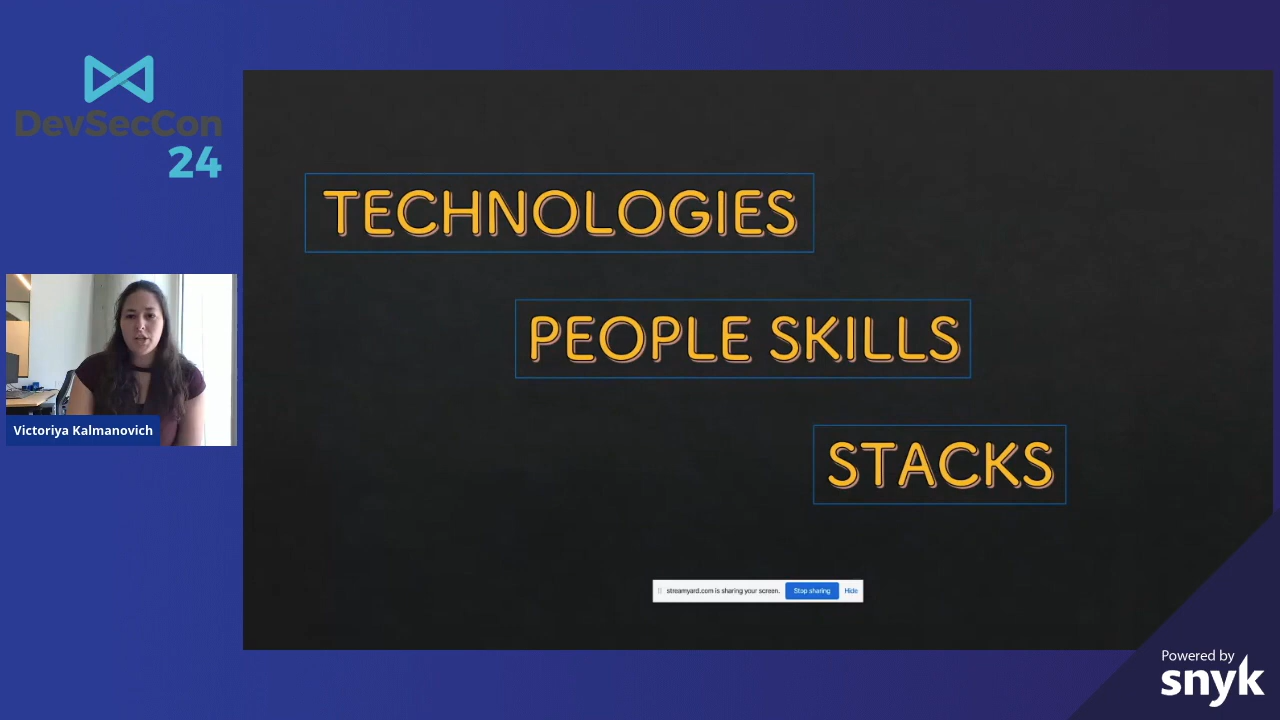 DevSecCon
24
TECHNOLOGIES
PEOPLE SKILLS
STACKS
Victoriya Kalmanovich
streamyard.com is sharing your screen. Stop sharing Hide
Powered by
snyk